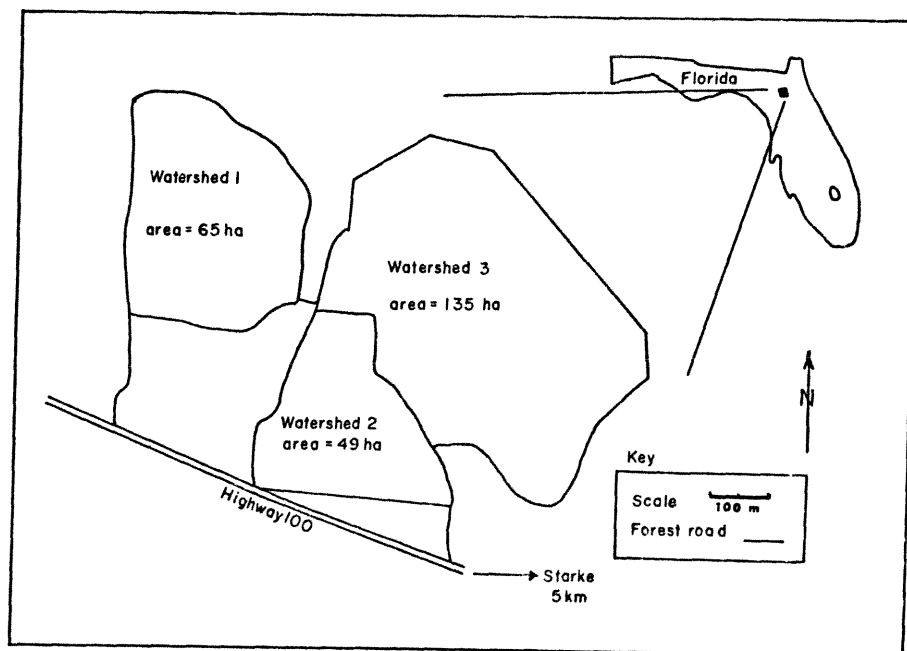 Florida
Watershed 1
area = 65 ha
Watershed 3
area = 135 ha
Watershed 2
area = 49 ha
Highway 100
N
Key
Scale
100 m
Forest road
Starke
5 km